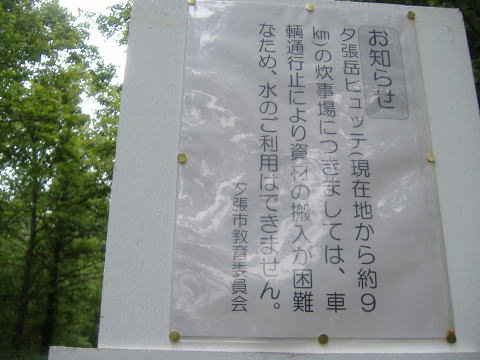 お知らせ
夕張岳ヒュッテ(現在地から約9
km)の炊事場につきましては、車
輌通行止により資材の搬入が困難
なため、水のご利用はできません。
夕張市教育委員会